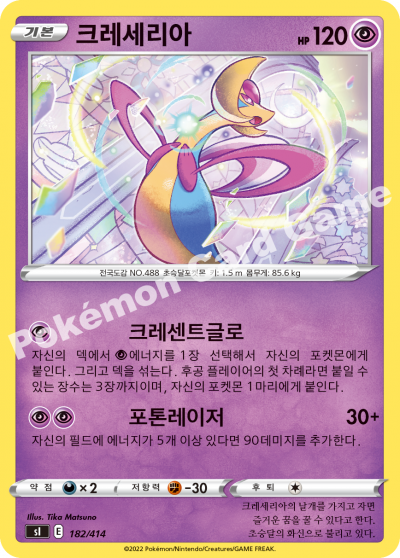 기본 크레세리아 HP 120
전국도감 NO.488 초승달포켓몬 키: 1.5 m 몸무게: 85.6 kg
Pokémon Card Game
크레센트글로
자신의 덱에서 에너지를 1장 선택해서 자신의 포켓몬에게
붙인다. 그리고 덱을 섞는다. 후공 플레이어의 첫 차례라면 붙일 수
있는 장수는 3장까지이며, 자신의 포켓몬 1마리에게 붙인다.
포톤레이저 30+
자신의 필드에 에너지가 5개 이상 있다면 90데미지를 추가한다.
약점 ×2 저항력 -30 후퇴
Illus. Tika Matsuno
sI E 182/414
크레세리아의 날개를 가지고 자면
즐거운 꿈을 꿀 수 있다고 한다.
초승달의 화신으로 불리고 있다.
©2022 Pokémon/Nintendo/Creatures/GAME FREAK.